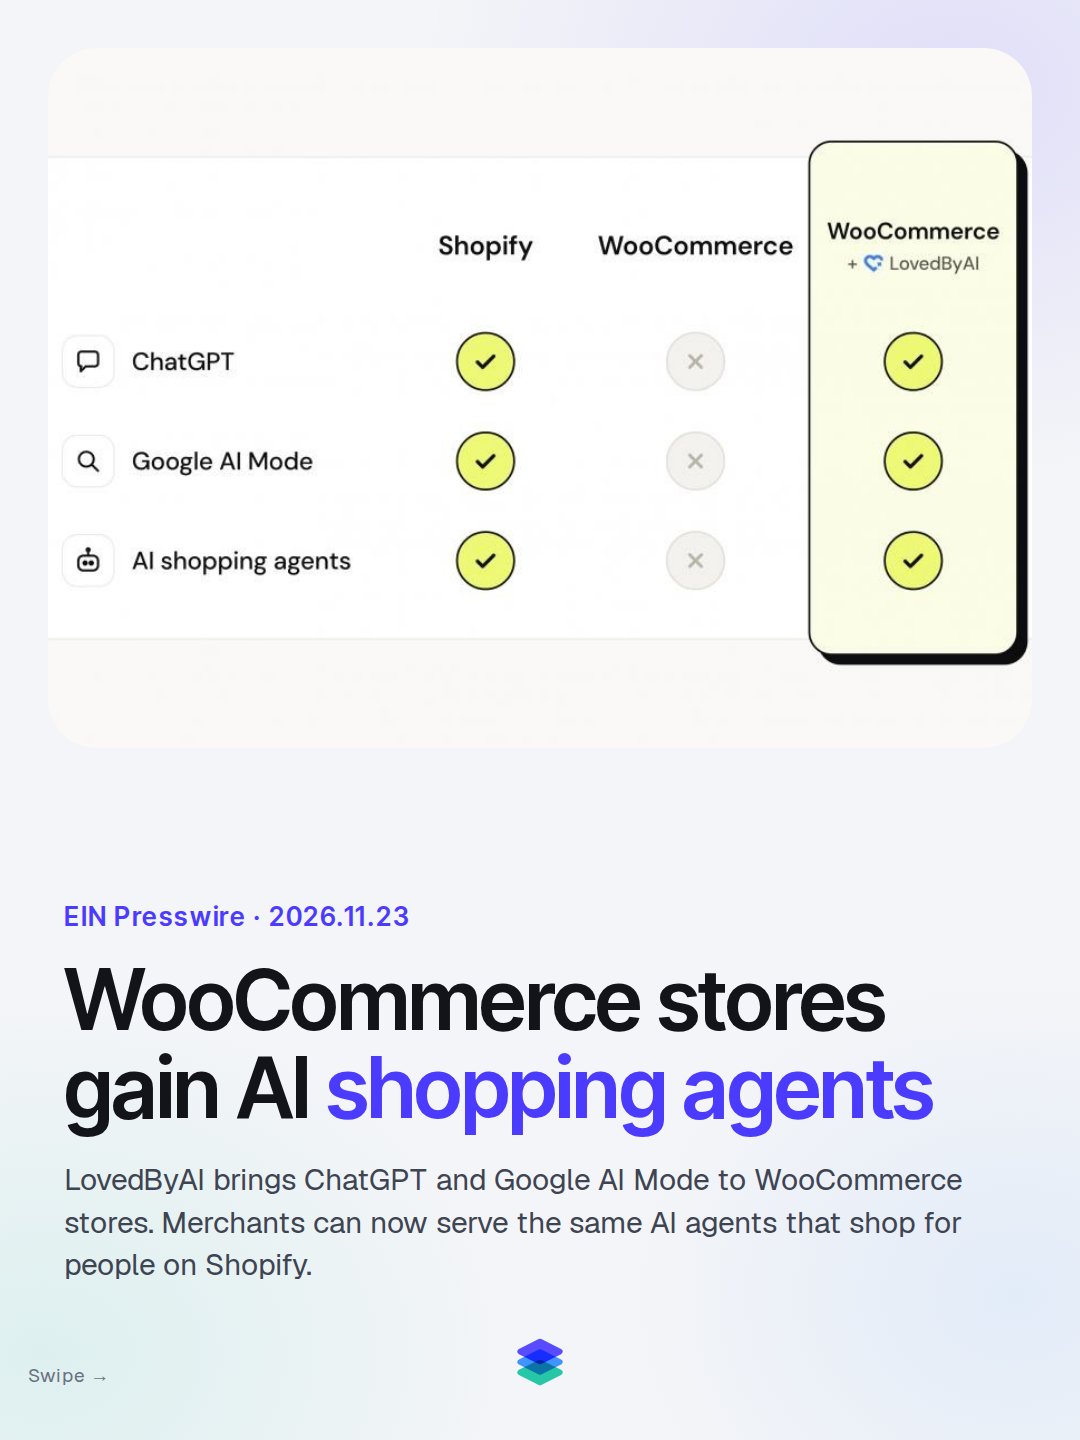 Shopify WooCommerce WooCommerce
+ LovedByAI
ChatGPT
Google AI Mode
AI shopping agents
EIN Presswire · 2026.11.23
WooCommerce stores
gain AI shopping agents
LovedByAI brings ChatGPT and Google AI Mode to WooCommerce
stores. Merchants can now serve the same AI agents that shop for
people on Shopify.
Swipe →